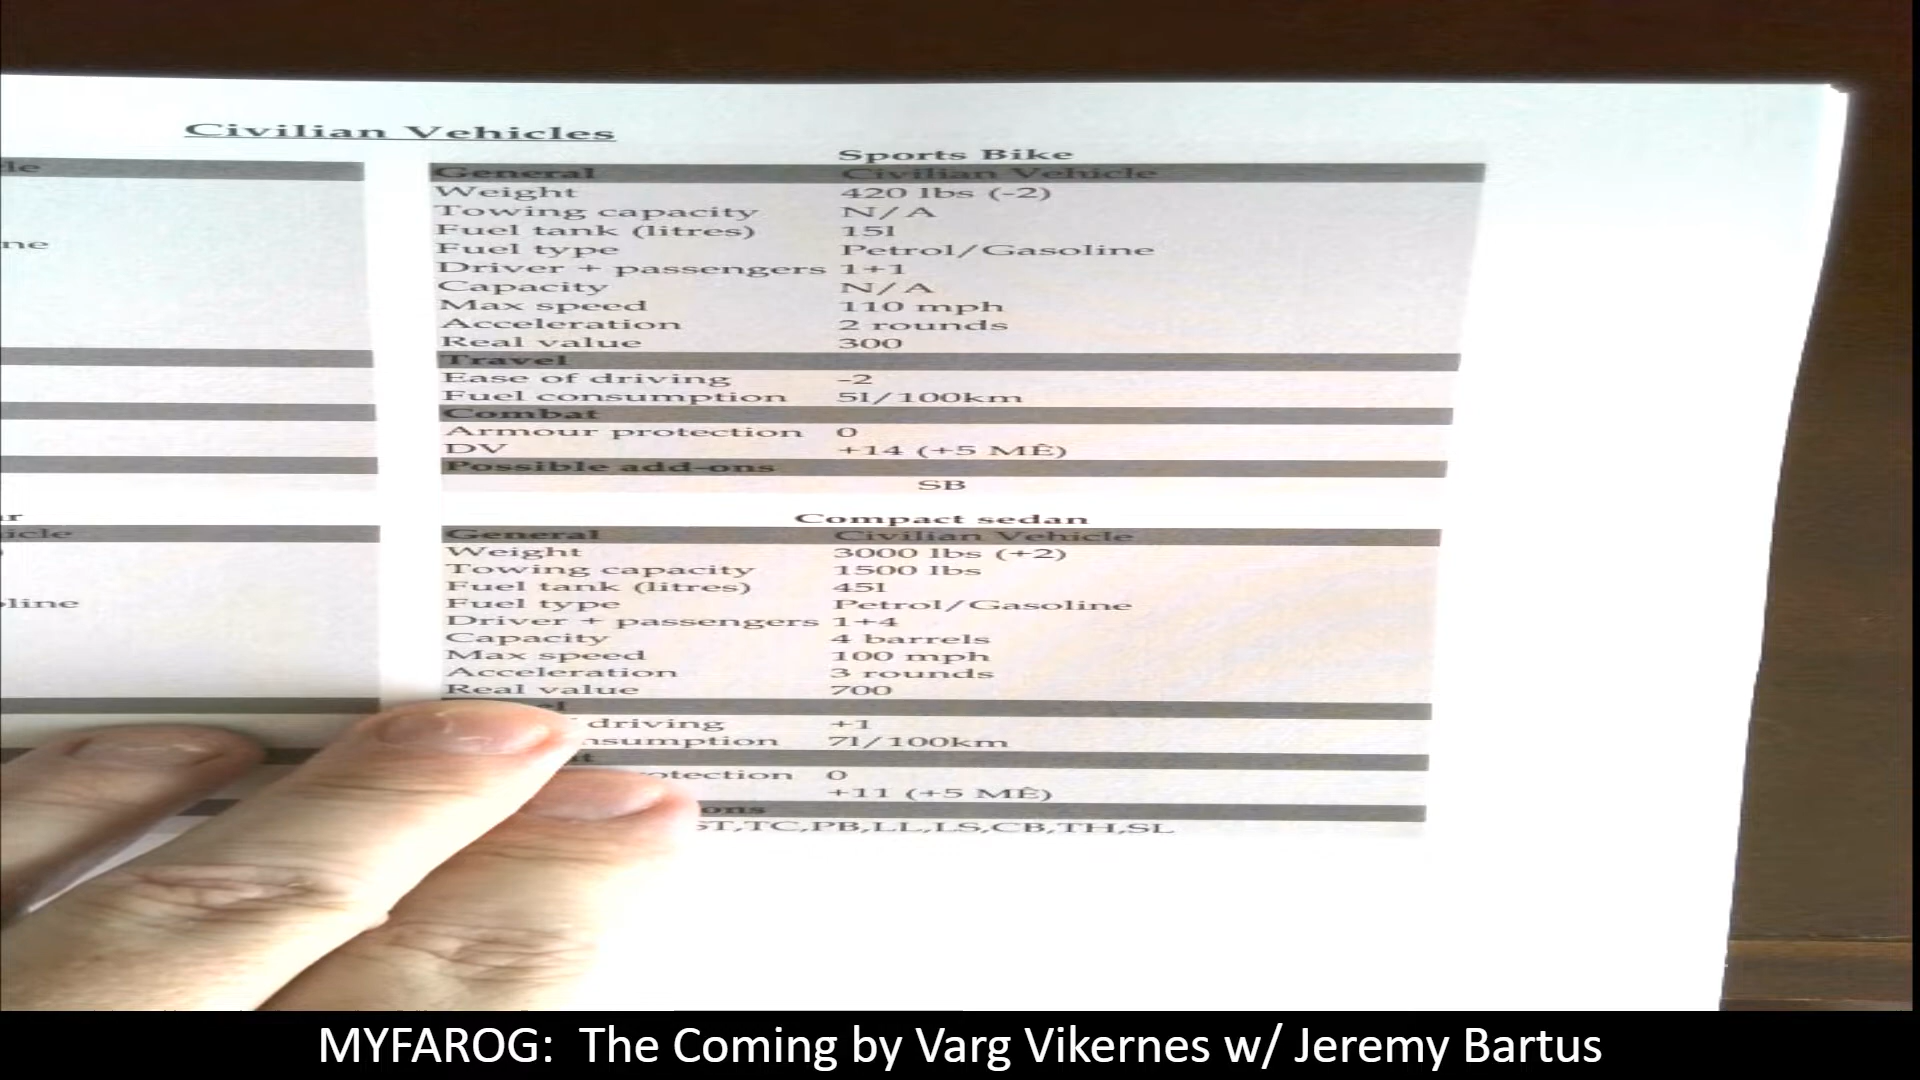 Civilian Vehicles
ne
line
Sports Bike
General Civilian Vehicle
Weight 420 lbs (-2)
Towing capacity N/A
Fuel tank (litres) 15l
Fuel type Petrol/Gasoline
Driver + passengers 1+1
Capacity N/A
Max speed 110 mph
Acceleration 2 rounds
Real value 300
Travel
Ease of driving -2
Fuel consumption 5l/100km
Combat
Armour protection 0
DV +14 (+5 MÊ)
Possible add-ons
SB
Compact sedan
General Civilian Vehicle
Weight 3000 lbs (+2)
Towing capacity 1500 lbs
Fuel tank (litres) 45l
Fuel type Petrol/Gasoline
Driver + passengers 1+4
Capacity 4 barrels
Max speed 100 mph
Acceleration 3 rounds
Real value 700
el
driving +1
nsumption 7l/100km
otection 0
+11 (+5 MÊ)
ons
ST,TC,PB,LL,LS,CB,TH,SL
MYFAROG: The Coming by Varg Vikernes w/ Jeremy Bartus